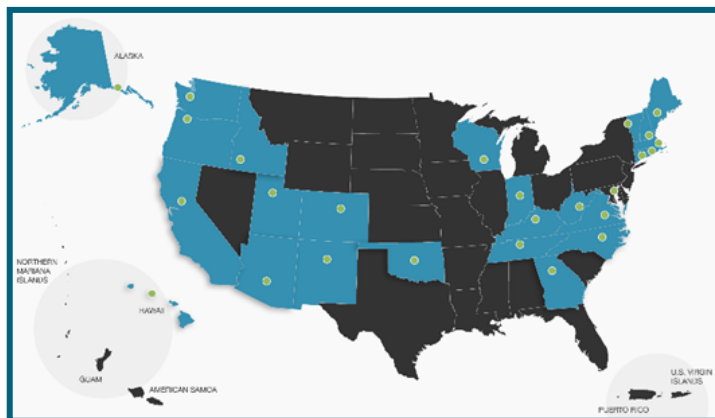 ALASKA
NORTHERN
MARIANA
ISLANDS
HAWAII
GUAM
AMERICAN SAMOA
U.S. VIRGIN
ISLANDS
PUERTO RICO